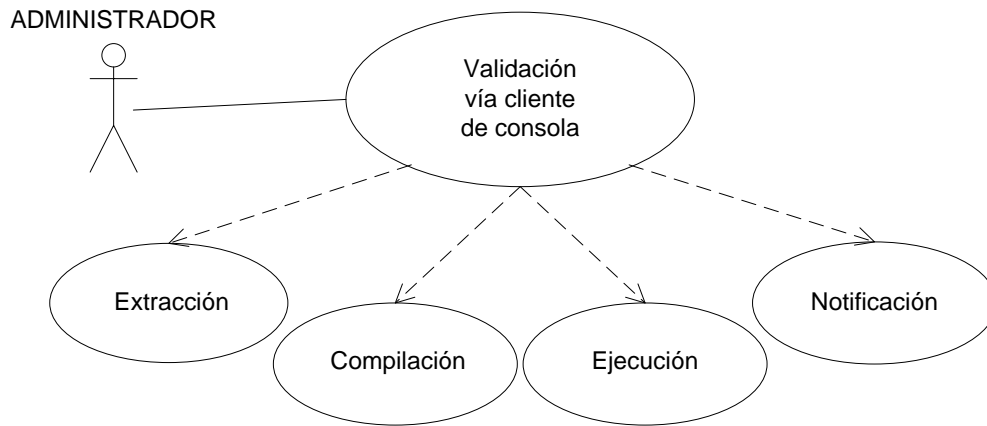 ADMINISTRADOR
Validación
vía cliente
de consola
Extracción
Compilación
Ejecución
Notificación